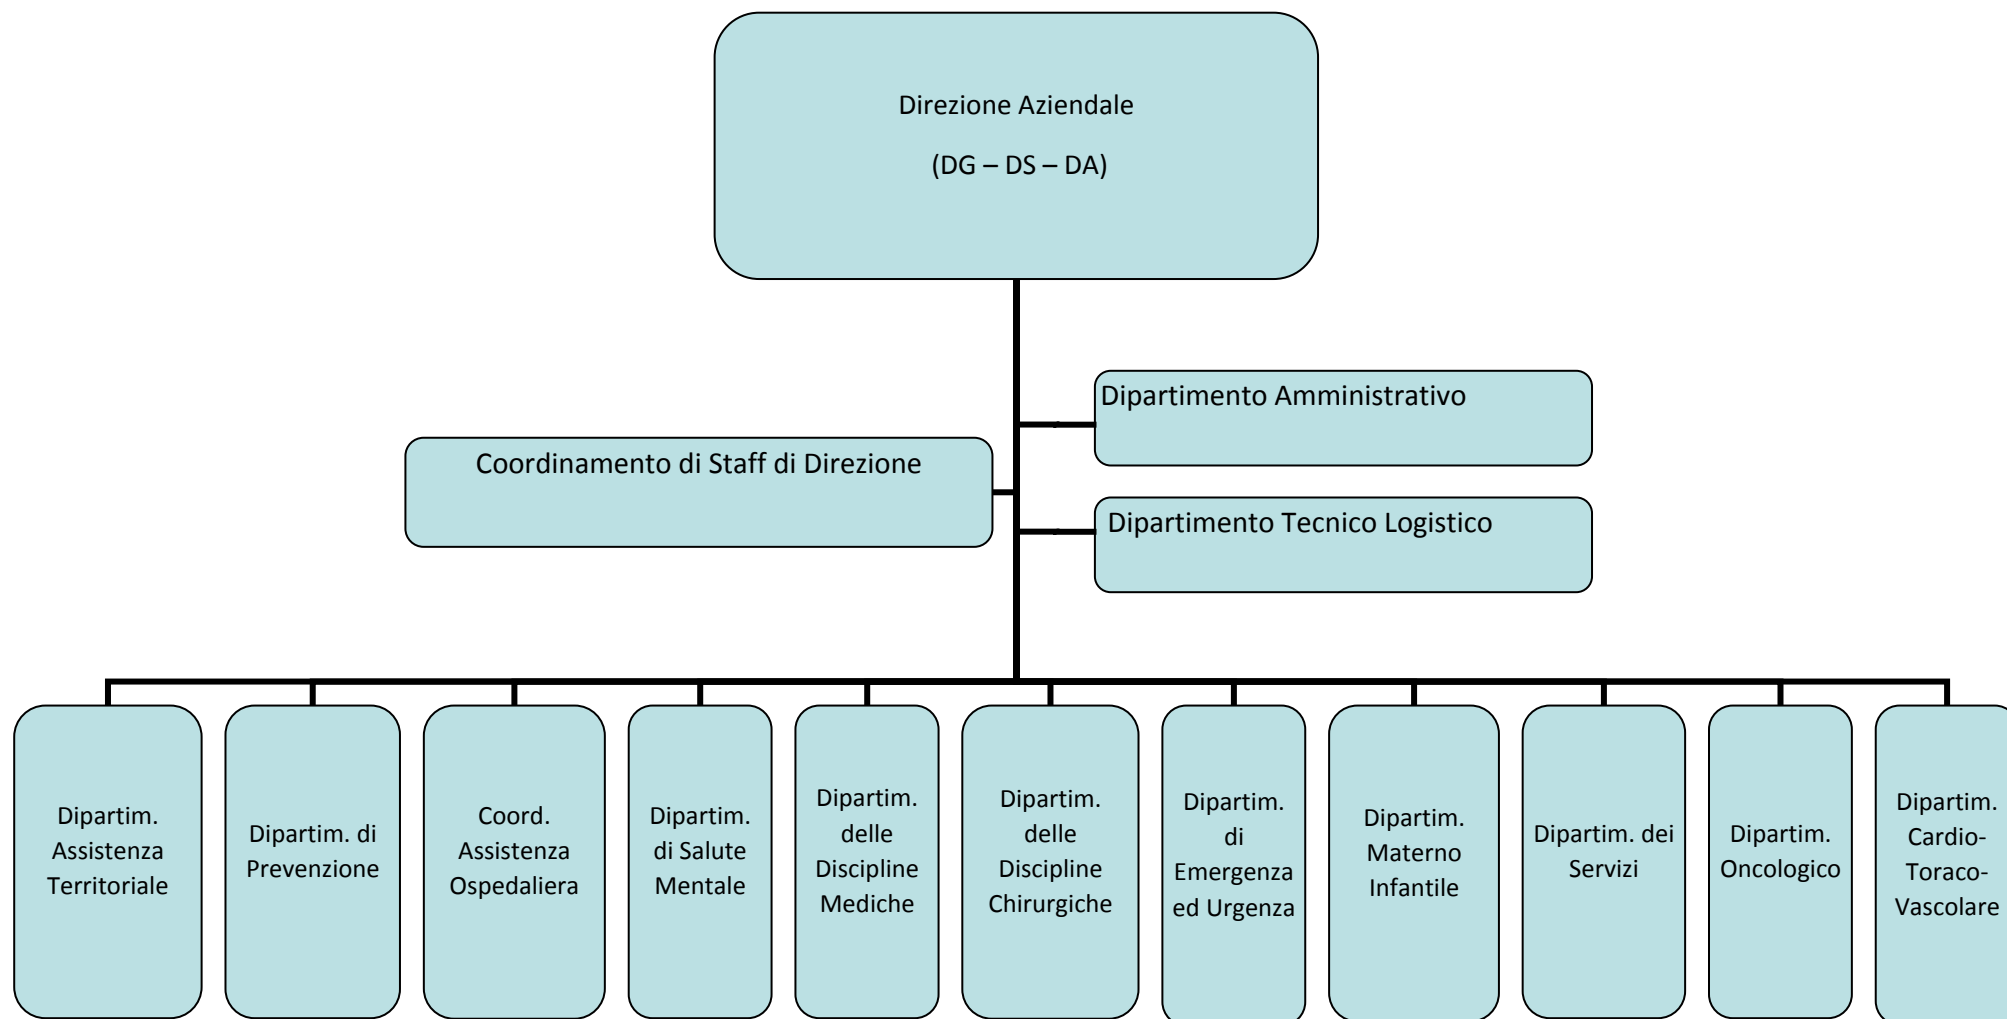 Direzione Aziendale
(DG – DS – DA)
Dipartimento Amministrativo
Coordinamento di Staff di Direzione
Dipartimento Tecnico Logistico
Dipartim.
Assistenza
Territoriale
Dipartim. di
Prevenzione
Coord.
Assistenza
Ospedaliera
Dipartim.
di Salute
Mentale
Dipartim.
delle
Discipline
Mediche
Dipartim.
delle
Discipline
Chirurgiche
Dipartim.
di
Emergenza
ed Urgenza
Dipartim.
Materno
Infantile
Dipartim. dei
Servizi
Dipartim.
Oncologico
Dipartim.
Cardio-
Toraco-
Vascolare